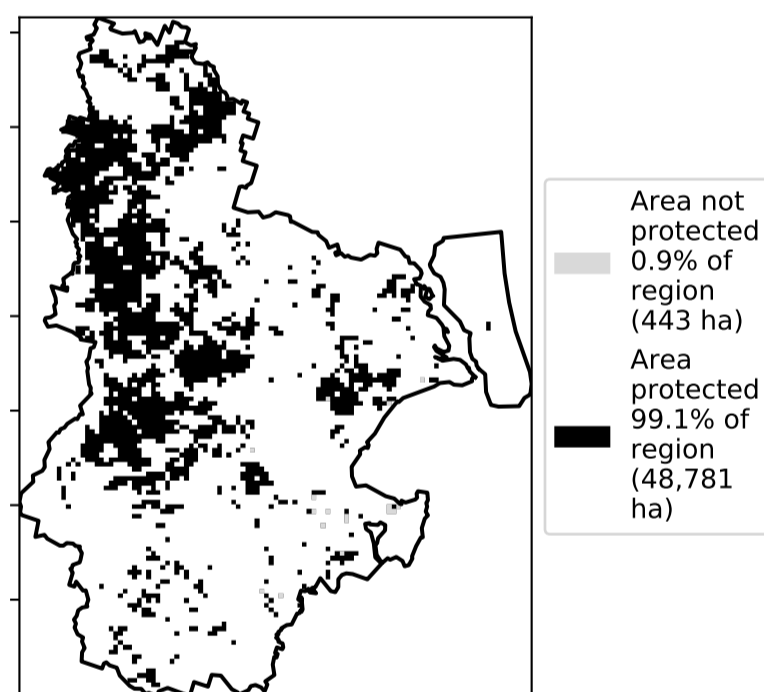 Area not
protected
0.9% of
region
(443 ha)
Area
protected
99.1% of
region
(48,781
ha)